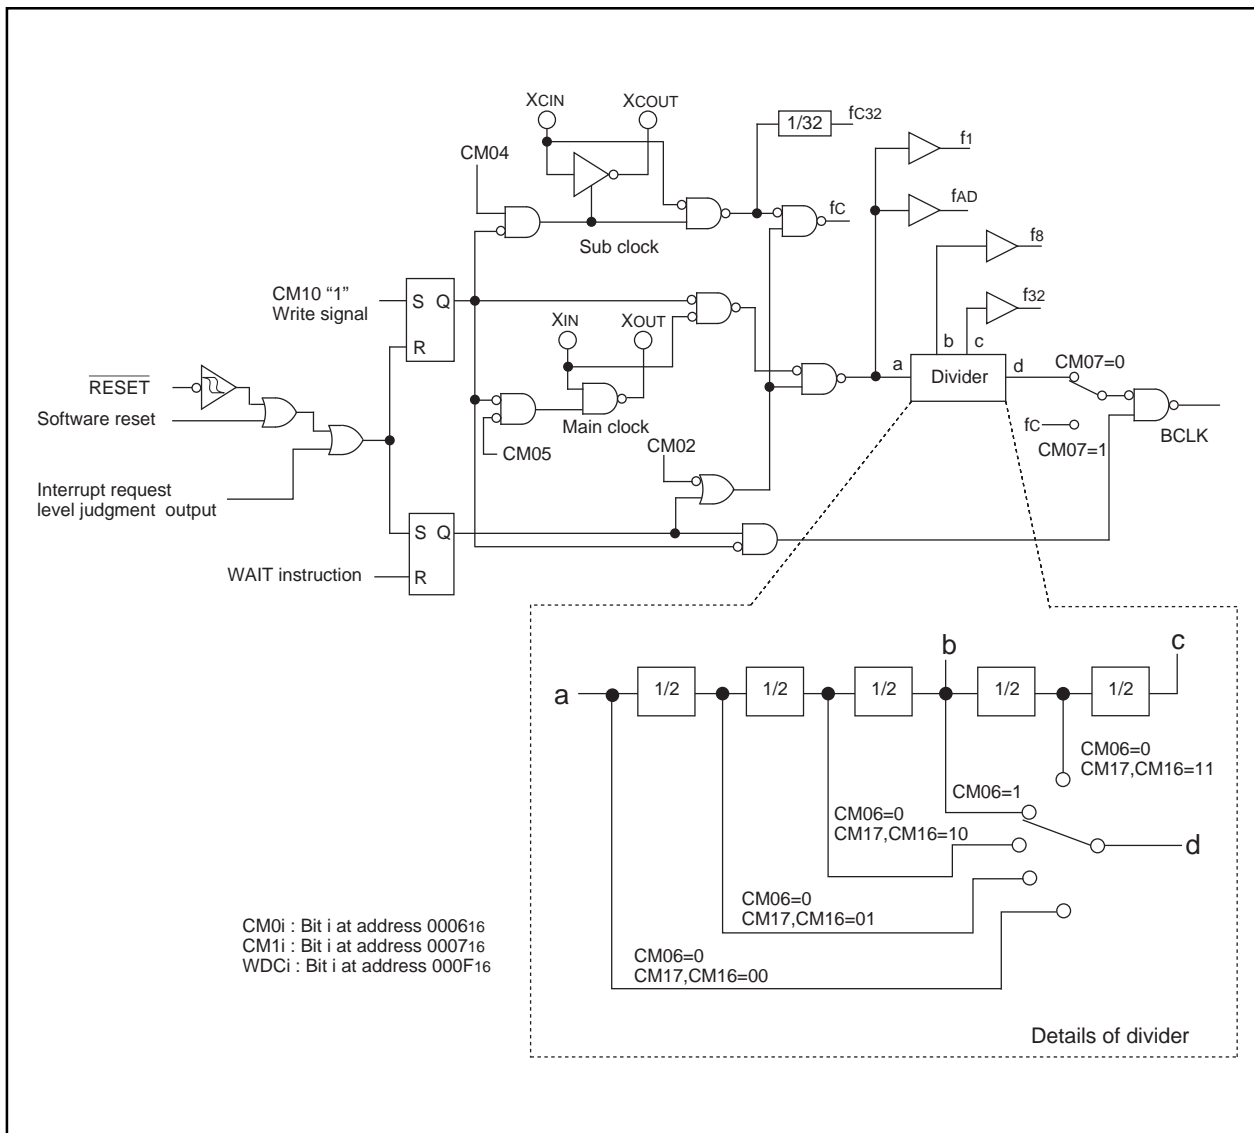 XCIN
XCOUT
1/32
fC32
f1
CM04
fAD
fC
f8
Sub clock
CM10 “1”
Write signal
S Q
R
XIN
XOUT
f32
b
c
a
Divider
d
CM07=0
RESET
Software reset
Main clock
fC
CM07=1
BCLK
CM05
CM02
Interrupt request
level judgment output
S Q
R
WAIT instruction
a
1/2
1/2
1/2
b
1/2
1/2
c
CM06=0
CM17,CM16=11
CM06=1
CM06=0
CM17,CM16=10
d
CM06=0
CM17,CM16=01
CM06=0
CM17,CM16=00
CM0i : Bit i at address 000616
CM1i : Bit i at address 000716
WDCi : Bit i at address 000F16
Details of divider